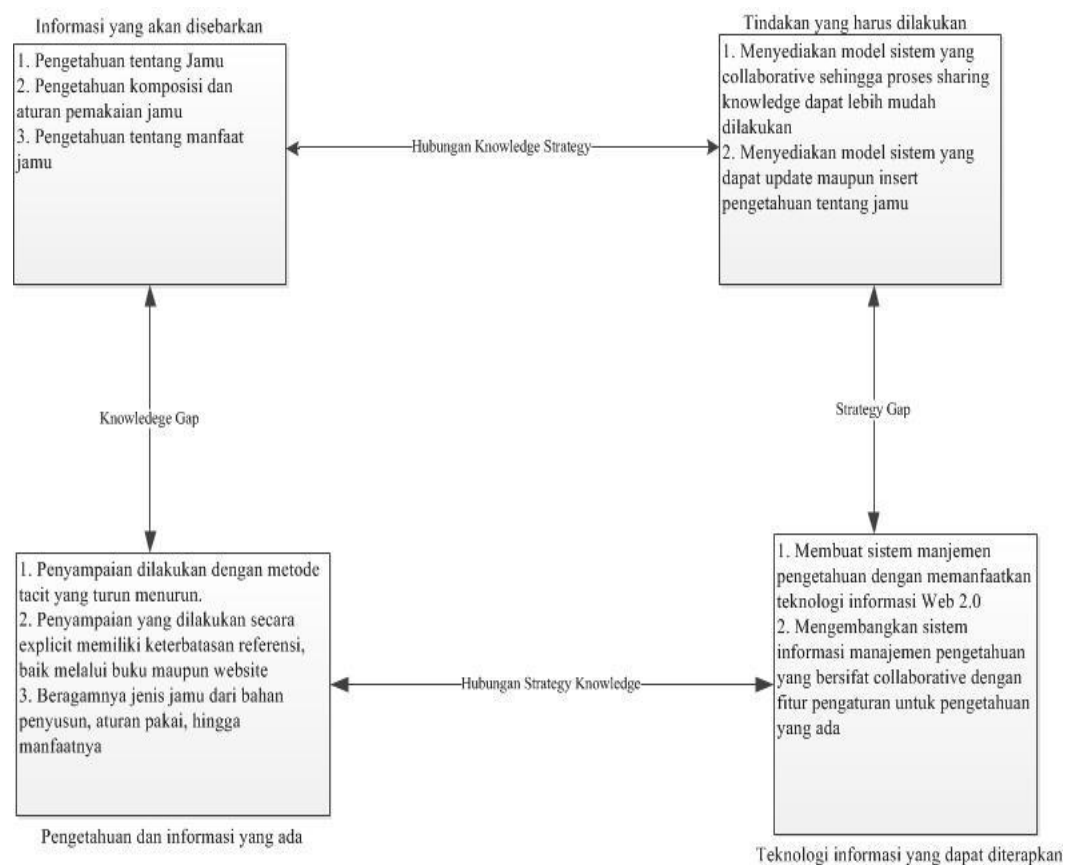 Informasi yang akan disebarkan
1. Pengetahuan tentang Jamu
2. Pengetahuan komposisi dan
aturan pemakaian jamu
3. Pengetahuan tentang manfaat
jamu
Hubungan Knowledge Strategy
Tindakan yang harus dilakukan
1. Menyediakan model sistem yang
collaborative sehingga proses sharing
knowledge dapat lebih mudah
dilakukan
2. Menyediakan model sistem yang
dapat update maupun insert
pengetahuan tentang jamu
Knowledege Gap
Strategy Gap
1. Penyampaian dilakukan dengan metode
tacit yang turun menurun.
2. Penyampaian yang dilakukan secara
explicit memiliki keterbatasan referensi,
baik melalui buku maupun website
3. Beragamnya jenis jamu dari bahan
penyusun, aturan pakai, hingga
manfaatnya
Pengetahuan dan informasi yang ada
Hubungan Strategy Knowledge
1. Membuat sistem manjemen
pengetahuan dengan memanfaatkan
teknologi informasi Web 2.0
2. Mengembangkan sistem
informasi manajemen pengetahuan
yang bersifat collaborative dengan
fitur pengaturan untuk pengetahuan
yang ada
Teknologi informasi yang dapat diterapkan